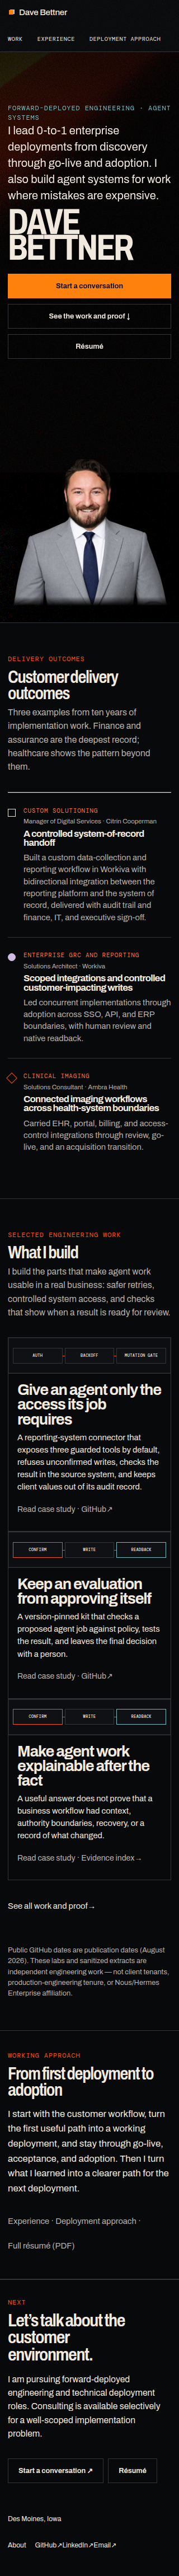 Dave Bettner
WORK EXPERIENCE DEPLOYMENT APPROACH
FORWARD-DEPLOYED ENGINEERING · AGENT
SYSTEMS
I lead 0-to-1 enterprise
deployments from discovery
through go-live and adoption. I
also build agent systems for work
where mistakes are expensive.
DAVE
BETTNER
Start a conversation
See the work and proof ↓
Résumé
DELIVERY OUTCOMES
Customer delivery
outcomes
Three examples from ten years of
implementation work. Finance and
assurance are the deepest record;
healthcare shows the pattern beyond
them.
CUSTOM SOLUTIONING
Manager of Digital Services · Citrin Cooperman
A controlled system-of-record
handoff
Built a custom data-collection and
reporting workflow in Workiva with
bidirectional integration between the
reporting platform and the system of
record, delivered with audit trail and
finance, IT, and executive sign-off.
ENTERPRISE GRC AND REPORTING
Solutions Architect · Workiva
Scoped integrations and controlled
customer-impacting writes
Led concurrent implementations through
adoption across SSO, API, and ERP
boundaries, with human review and
native readback.
CLINICAL IMAGING
Solutions Consultant · Ambra Health
Connected imaging workflows
across health-system boundaries
Carried EHR, portal, billing, and access-
control integrations through review, go-
live, and an acquisition transition.
SELECTED ENGINEERING WORK
What I build
I build the parts that make agent work
usable in a real business: safer retries,
controlled system access, and checks
that show when a result is ready for review.
AUTH BACKOFF MUTATION GATE
Give an agent only the
access its job
requires
A reporting-system connector that
exposes three guarded tools by default,
refuses unconfirmed writes, checks the
result in the source system, and keeps
client values out of its audit record.
Read case study · GitHub↗
CONFIRM WRITE READBACK
Keep an evaluation
from approving itself
A version-pinned kit that checks a
proposed agent job against policy, tests
the result, and leaves the final decision
with a person.
Read case study · GitHub↗
CONFIRM WRITE READBACK
Make agent work
explainable after the
fact
A useful answer does not prove that a
business workflow had context,
authority boundaries, recovery, or a
record of what changed.
Read case study · Evidence index→
See all work and proof→
Public GitHub dates are publication dates (August
2026). These labs and sanitized extracts are
independent engineering work — not client tenants,
production-engineering tenure, or Nous/Hermes
Enterprise affiliation.
WORKING APPROACH
From first deployment to
adoption
I start with the customer workflow, turn
the first useful path into a working
deployment, and stay through go-live,
acceptance, and adoption. Then I turn
what I learned into a clearer path for the
next deployment.
Experience · Deployment approach ·
Full résumé (PDF)
NEXT
Let's talk about the
customer
environment.
I am pursuing forward-deployed
engineering and technical deployment
roles. Consulting is available selectively
for a well-scoped implementation
problem.
Start a conversation ↗ Résumé
Des Moines, Iowa
About GitHub↗LinkedIn↗Email↗